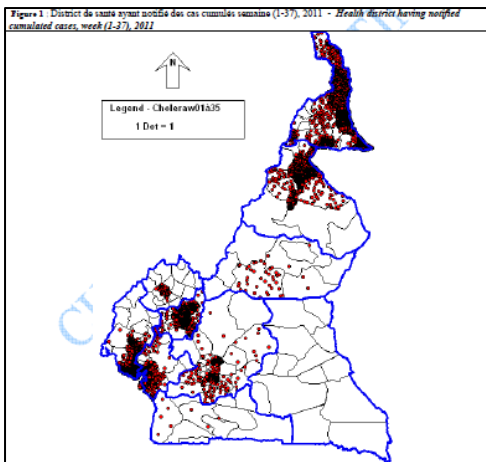 Figure 1 : District de santé ayant notifié des cas cumulés semaine (1-37), 2011 - Health district having notified
cumulated cases, week (1-37), 2011
N
Legend - Choleraw01à35
1 Dot = 1